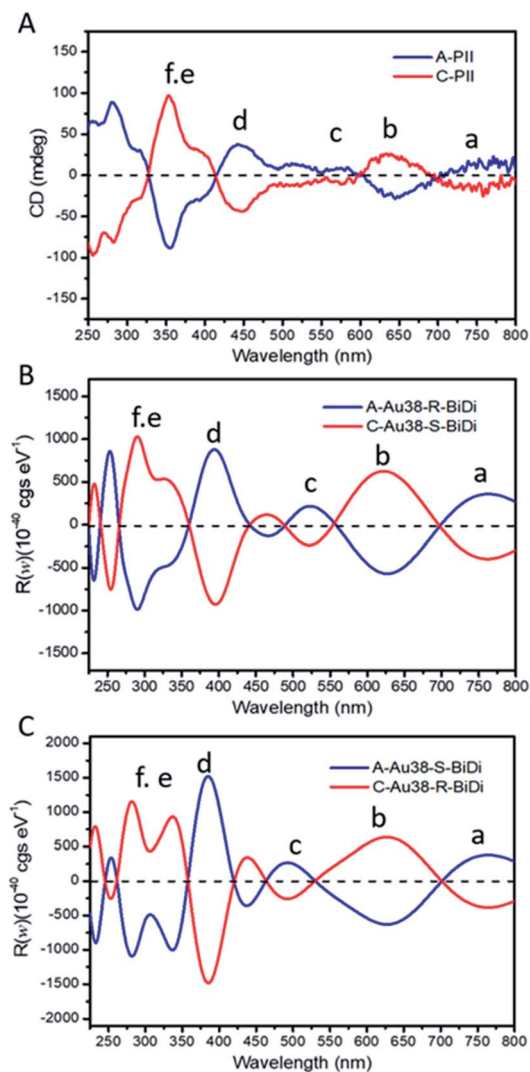 A
CD (mdeg)
150
100
50
0
-50
-100
-150
f.e
d
c
b
a
A-PII
C-PII
250 300 350 400 450 500 550 600 650 700 750 800
Wavelength (nm)
B
R(w)(10⁻⁴⁰ cgs eV⁻¹)
1500
1000
500
0
-500
-1000
-1500
f.e
d
c
b
a
A-Au38-R-BiDi
C-Au38-S-BiDi
250 300 350 400 450 500 550 600 650 700 750 800
Wavelength (nm)
C
R(w)(10⁻⁴⁰ cgs eV⁻¹)
2000
1500
1000
500
0
-500
-1000
-1500
-2000
f. e
d
c
b
a
A-Au38-S-BiDi
C-Au38-R-BiDi
250 300 350 400 450 500 550 600 650 700 750 800
Wavelength (nm)